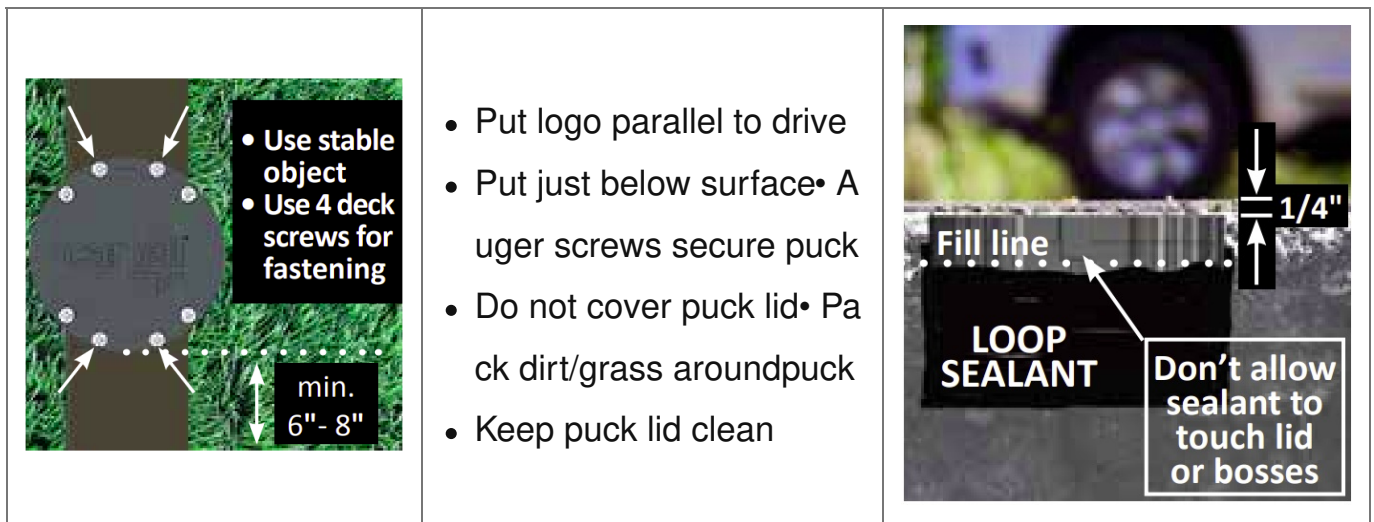 • Use stable
object
• Use 4 deck
screws for
fastening
min.
6"- 8"
• Put logo parallel to drive
• Put just below surface• A
uger screws secure puck
• Do not cover puck lid• Pa
ck dirt/grass aroundpuck
• Keep puck lid clean
1/4"
Fill line
LOOP
SEALANT
Don’t allow
sealant to
touch lid
or bosses